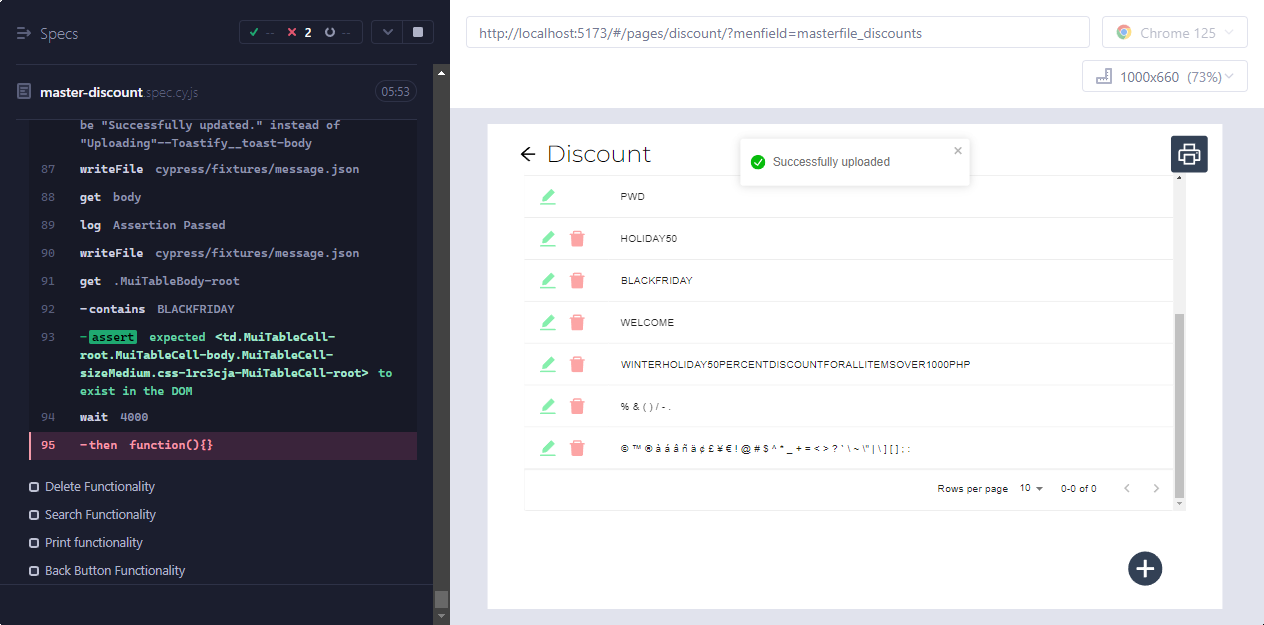 Specs
-- 2 --
master-discount.spec.cy.js 05:53
be "Successfully updated." instead of
"Uploading"--Toastify__toast-body
87 writeFile cypress/fixtures/message.json
88 get body
89 log Assertion Passed
90 writeFile cypress/fixtures/message.json
91 get .MuiTableBody-root
92 -contains BLACKFRIDAY
93 -assert expected <td.MuiTableCell-
root.MuiTableCell-body.MuiTableCell-
sizeMedium.css-1rc3cja-MuiTableCell-root> to
exist in the DOM
94 wait 4000
95 -then function(){}
Delete Functionality
Search Functionality
Print functionality
Back Button Functionality
http://localhost:5173/#/pages/discount/?menfield=masterfile_discounts
Chrome 125
1000x660 (73%)
Discount
Successfully uploaded
PWD
HOLIDAY50
BLACKFRIDAY
WELCOME
WINTERHOLIDAY50PERCENTDISCOUNTFORALLITEMSOVER1000PHP
% & ( ) / - .
Rows per page 10 0-0 of 0